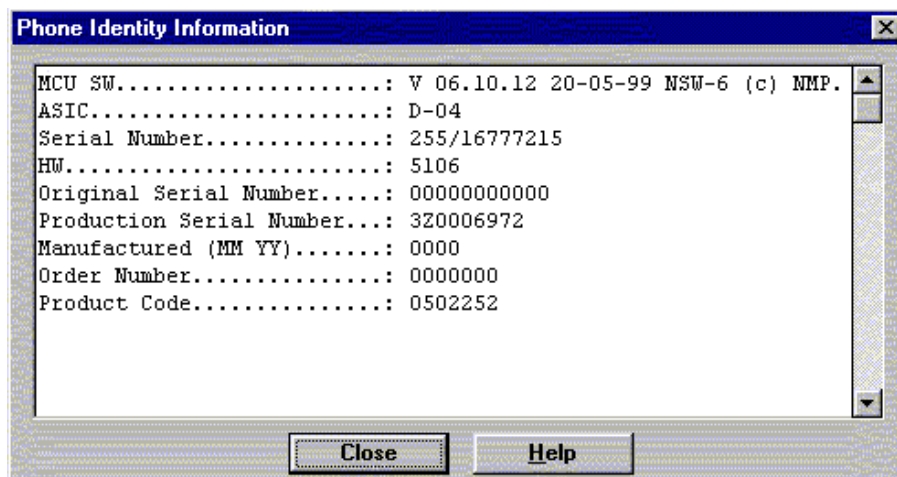 Phone Identity Information
MCU SW......................: V 06.10.12 20-05-99 NSW-6 (c) NMP.
ASIC........................: D-04
Serial Number...............: 255/16777215
HW..........................: 5106
Original Serial Number.....: 00000000000
Production Serial Number...: 3Z0006972
Manufactured (MM YY).......: 0000
Order Number...............: 0000000
Product Code...............: 0502252
Close
Help